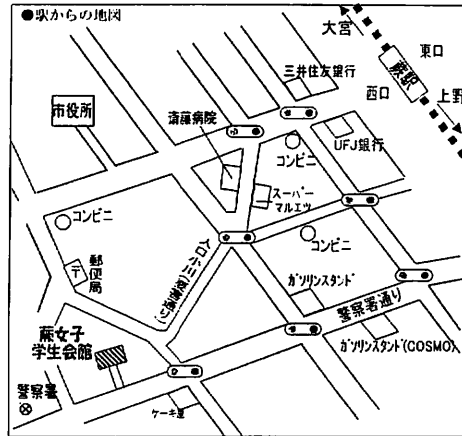 ●駅からの地図
大宮
東口
蕨駅
西口
上野
三井住友銀行
市役所
斎藤病院
コンビニ
UFJ銀行
スーパー
マルエツ
コンビニ
コンビニ
郵便局
〒
ガソリンスタンド
警察署通り
蕨女子
学生会館
ガソリンスタンド(COSMO)
警察署
ケーキ屋